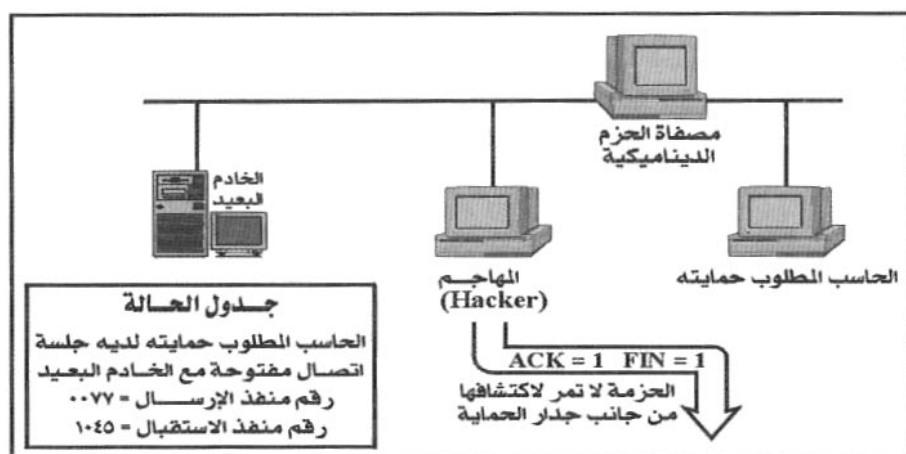 مصفاة الحزم
الديناميكية
الخادم
البعيد
المهاجم
(Hacker)
الحاسب المطلوب حمايته
جدول الحالة
الحاسب المطلوب حمايته لديه جلسة
اتصال مفتوحة مع الخادم البعيد
رقم منفذ الإرسال = ٠٠٧٧
رقم منفذ الاستقبال = ١٠٤٥
ACK = 1 FIN = 1
الحزمة لا تمر لاكتشافها
من جانب جدار الحماية